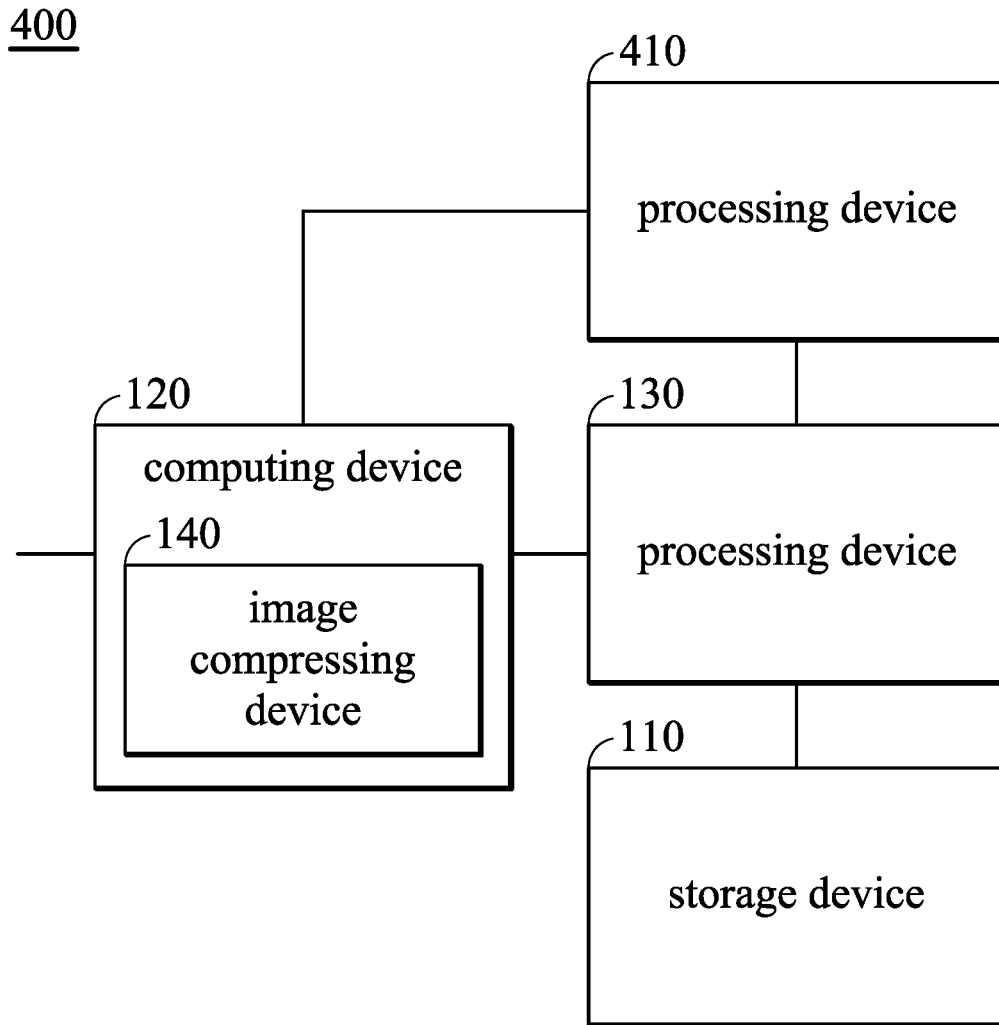 400
410
processing device
120
computing device
130
processing device
140
image
compressing
device
110
storage device